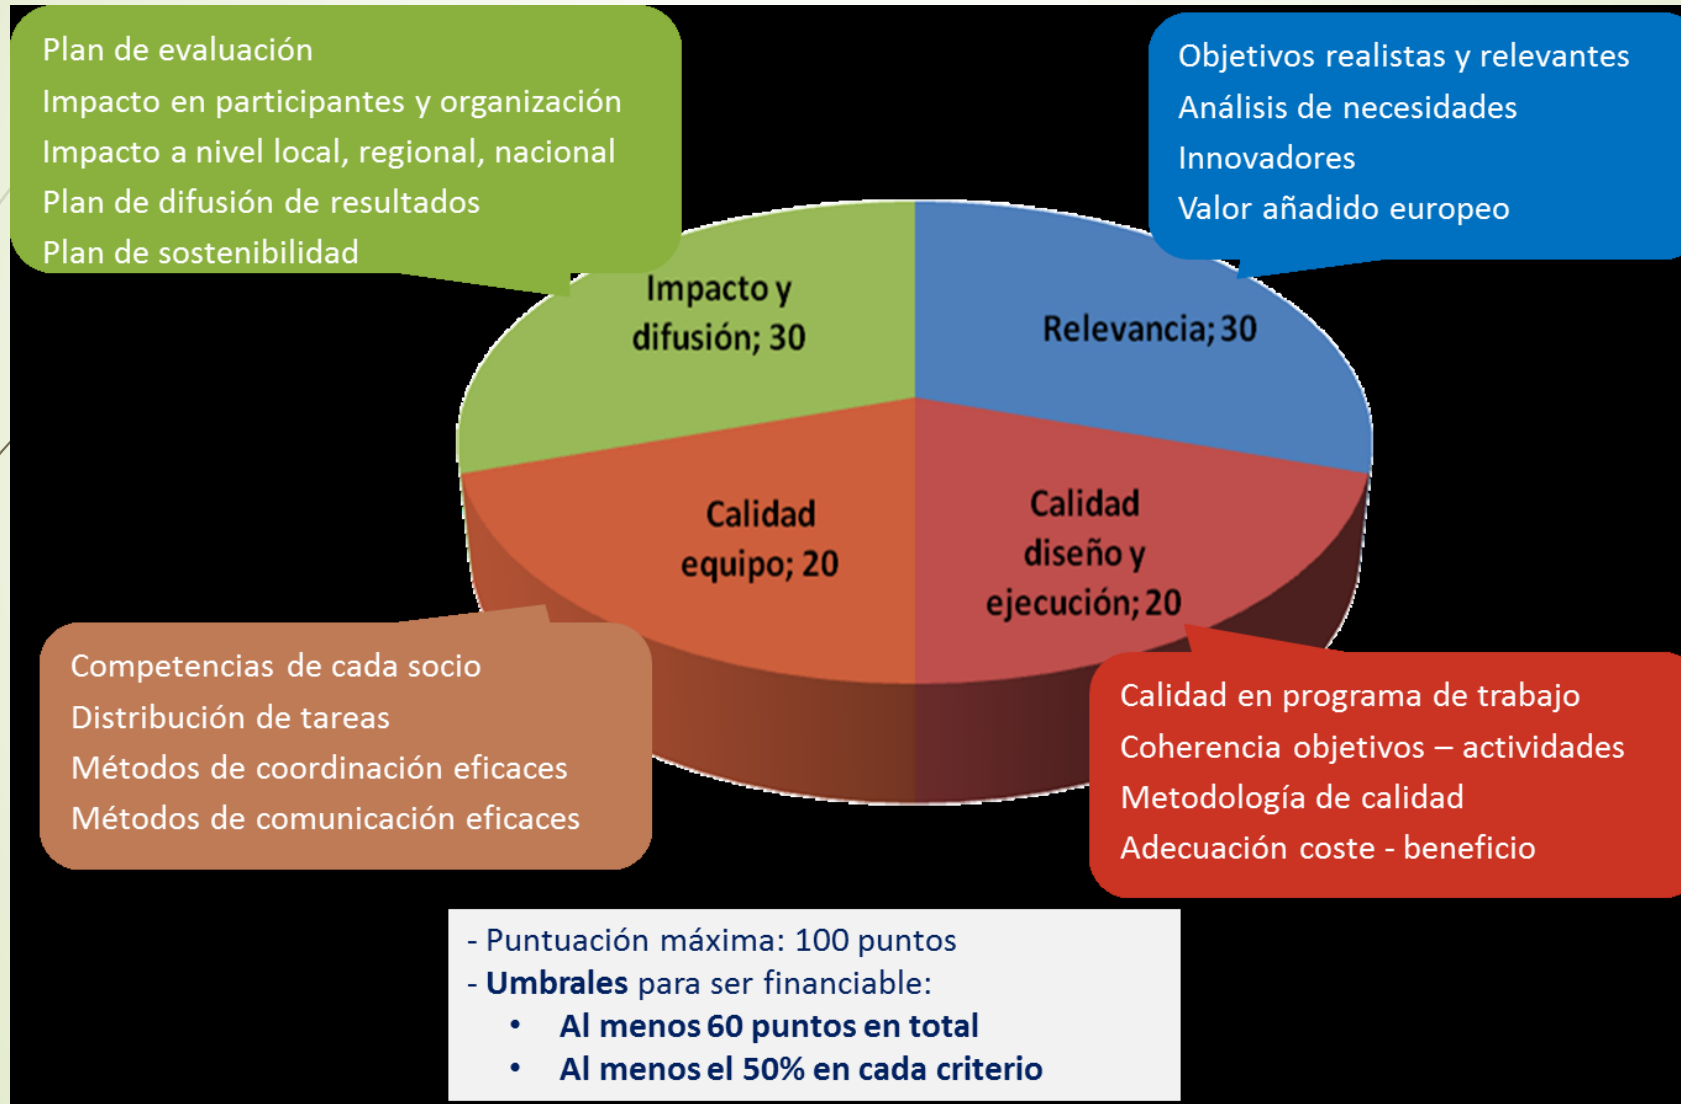 Plan de evaluación
Impacto en participantes y organización
Impacto a nivel local, regional, nacional
Plan de difusión de resultados
Plan de sostenibilidad
Objetivos realistas y relevantes
Análisis de necesidades
Innovadores
Valor añadido europeo
Impacto y
difusión; 30
Relevancia; 30
Calidad
equipo; 20
Calidad
diseño y
ejecución; 20
Competencias de cada socio
Distribución de tareas
Métodos de coordinación eficaces
Métodos de comunicación eficaces
Calidad en programa de trabajo
Coherencia objetivos – actividades
Metodología de calidad
Adecuación coste - beneficio
- Puntuación máxima: 100 puntos
- Umbrales para ser financiable:
• Al menos 60 puntos en total
• Al menos el 50% en cada criterio